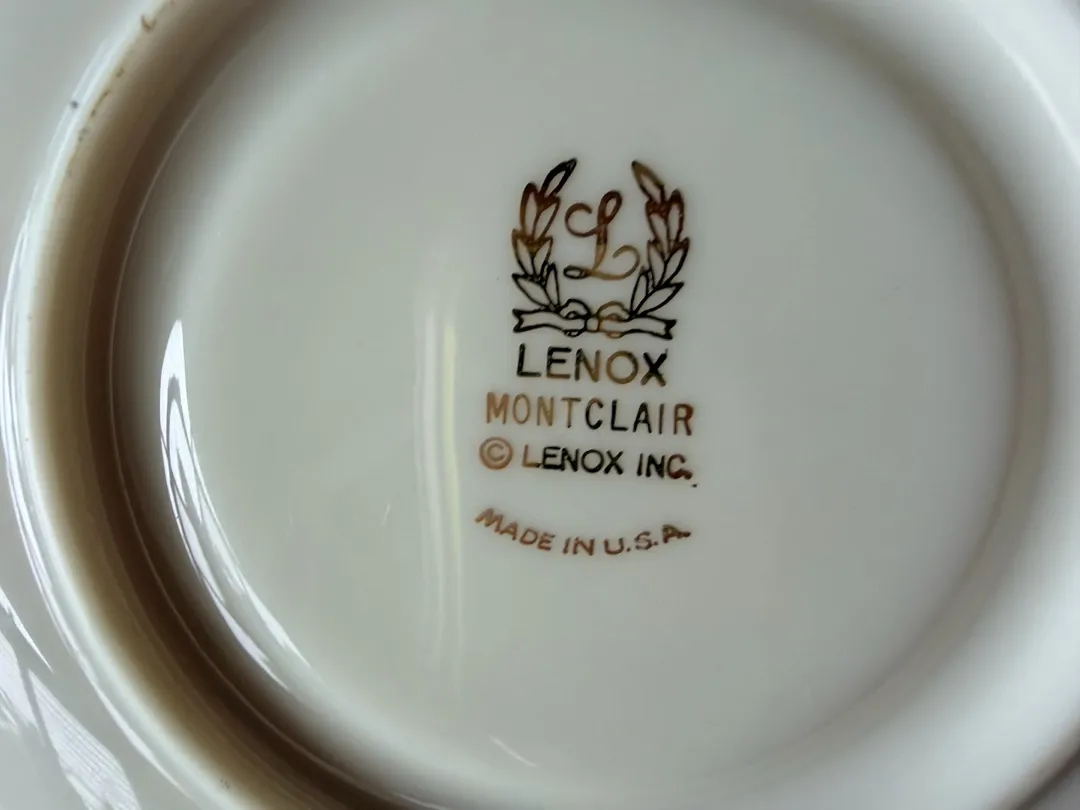 L
LENOX
MONTCLAIR
© LENOX INC.
MADE IN U.S.A.